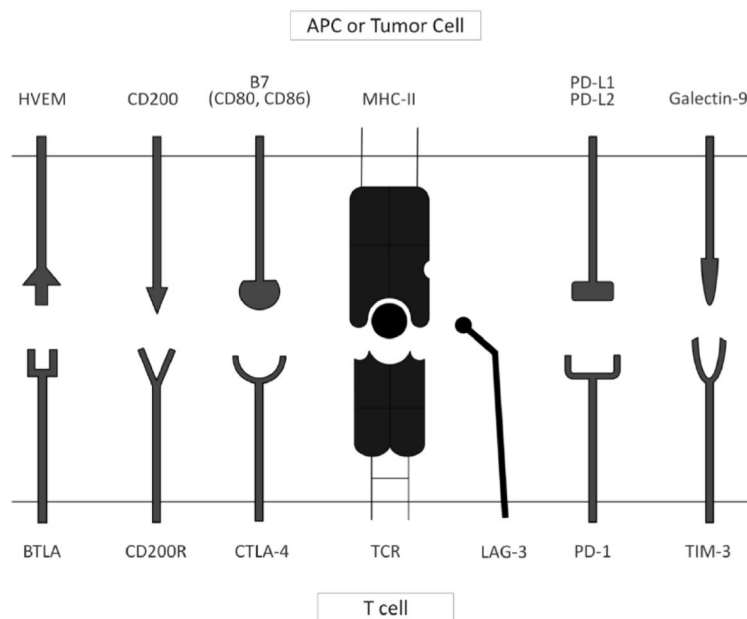 APC or Tumor Cell
HVEM
CD200
B7
(CD80, CD86)
MHC-II
PD-L1
PD-L2
Galectin-9
BTLA
CD200R
CTLA-4
TCR
LAG-3
PD-1
TIM-3
T cell